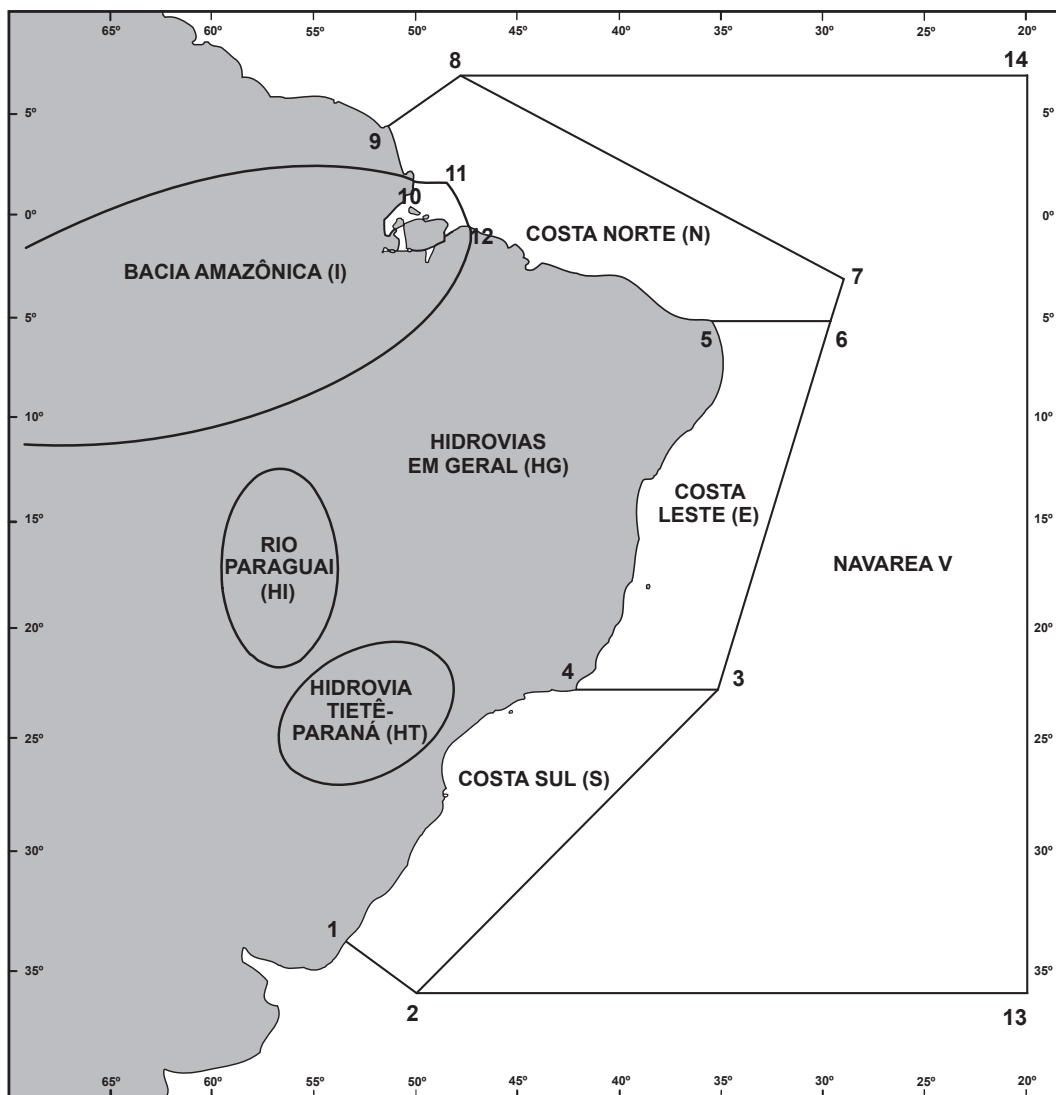 65º 60º 55º 50º 45º 40º 35º 30º 25º 20º
8 14
5º 5º
9
11
10
0º 0º
12
COSTA NORTE (N)
BACIA AMAZÔNICA (I)
7
5º 5º
5 6
10º 10º
HIDROVIAS
EM GERAL (HG)
COSTA
LESTE (E)
15º 15º
RIO
PARAGUAI
(HI)
NAVAREA V
20º 20º
4 3
HIDROVIA
TIETÊ-
PARANÁ (HT)
25º 25º
COSTA SUL (S)
30º 30º
1
35º 35º
2 13
65º 60º 55º 50º 45º 40º 35º 30º 25º 20º